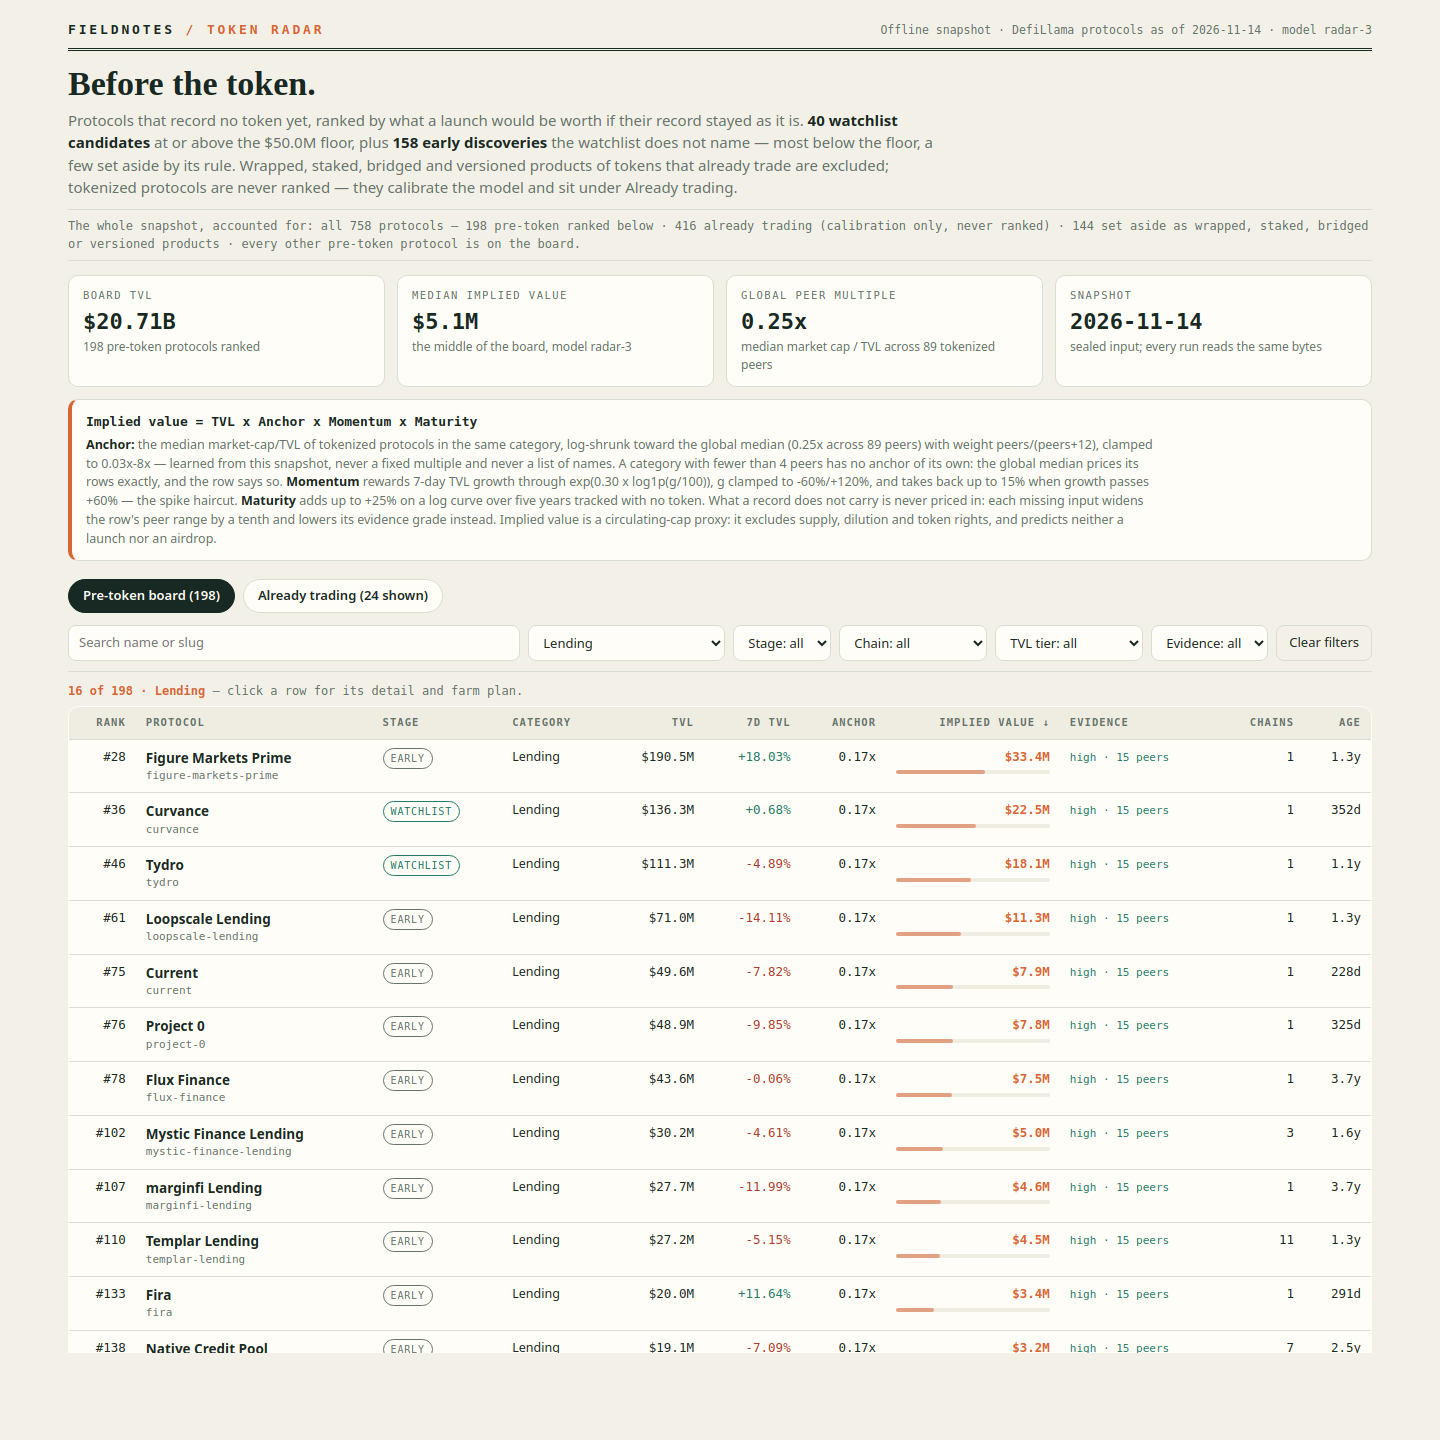 FIELDNOTES / TOKEN RADAR
Offline snapshot · DefiLlama protocols as of 2026-11-14 · model radar-3
Before the token.
Protocols that record no token yet, ranked by what a launch would be worth if their record stayed as it is. 40 watchlist
candidates at or above the $50.0M floor, plus 158 early discoveries the watchlist does not name — most below the floor, a
few set aside by its rule. Wrapped, staked, bridged and versioned products of tokens that already trade are excluded;
tokenized protocols are never ranked — they calibrate the model and sit under Already trading.
The whole snapshot, accounted for: all 758 protocols — 198 pre-token ranked below · 416 already trading (calibration only, never ranked) · 144 set aside as wrapped, staked, bridged
or versioned products · every other pre-token protocol is on the board.
BOARD TVL
$20.71B
198 pre-token protocols ranked
MEDIAN IMPLIED VALUE
$5.1M
the middle of the board, model radar-3
GLOBAL PEER MULTIPLE
0.25x
median market cap / TVL across 89 tokenized
peers
SNAPSHOT
2026-11-14
sealed input; every run reads the same bytes
Implied value = TVL x Anchor x Momentum x Maturity
Anchor: the median market-cap/TVL of tokenized protocols in the same category, log-shrunk toward the global median (0.25x across 89 peers) with weight peers/(peers+12), clamped
to 0.03x-8x — learned from this snapshot, never a fixed multiple and never a list of names. A category with fewer than 4 peers has no anchor of its own: the global median prices its
rows exactly, and the row says so. Momentum rewards 7-day TVL growth through exp(0.30 x log1p(g/100)), g clamped to -60%/+120%, and takes back up to 15% when growth passes
+60% — the spike haircut. Maturity adds up to +25% on a log curve over five years tracked with no token. What a record does not carry is never priced in: each missing input widens
the row's peer range by a tenth and lowers its evidence grade instead. Implied value is a circulating-cap proxy: it excludes supply, dilution and token rights, and predicts neither a
launch nor an airdrop.
Pre-token board (198)
Already trading (24 shown)
Search name or slug
Lending
Stage: all
Chain: all
TVL tier: all
Evidence: all
Clear filters
16 of 198 · Lending — click a row for its detail and farm plan.
RANK PROTOCOL STAGE CATEGORY TVL 7D TVL ANCHOR IMPLIED VALUE ↓ EVIDENCE CHAINS AGE
#28 Figure Markets Prime EARLY Lending $190.5M +18.03% 0.17x $33.4M high · 15 peers 1 1.3y
figure-markets-prime
#36 Curvance WATCHLIST Lending $136.3M +0.68% 0.17x $22.5M high · 15 peers 1 352d
curvance
#46 Tydro WATCHLIST Lending $111.3M -4.89% 0.17x $18.1M high · 15 peers 1 1.1y
tydro
#61 Loopscale Lending EARLY Lending $71.0M -14.11% 0.17x $11.3M high · 15 peers 1 1.3y
loopscale-lending
#75 Current EARLY Lending $49.6M -7.82% 0.17x $7.9M high · 15 peers 1 228d
current
#76 Project 0 EARLY Lending $48.9M -9.85% 0.17x $7.8M high · 15 peers 1 325d
project-0
#78 Flux Finance EARLY Lending $43.6M -0.06% 0.17x $7.5M high · 15 peers 1 3.7y
flux-finance
#102 Mystic Finance Lending EARLY Lending $30.2M -4.61% 0.17x $5.0M high · 15 peers 3 1.6y
mystic-finance-lending
#107 marginfi Lending EARLY Lending $27.7M -11.99% 0.17x $4.6M high · 15 peers 1 3.7y
marginfi-lending
#110 Templar Lending EARLY Lending $27.2M -5.15% 0.17x $4.5M high · 15 peers 11 1.3y
templar-lending
#133 Fira EARLY Lending $20.0M +11.64% 0.17x $3.4M high · 15 peers 1 291d
fira
#138 Native Credit Pool EARLY Lending $19.1M -7.09% 0.17x $3.2M high · 15 peers 7 2.5y